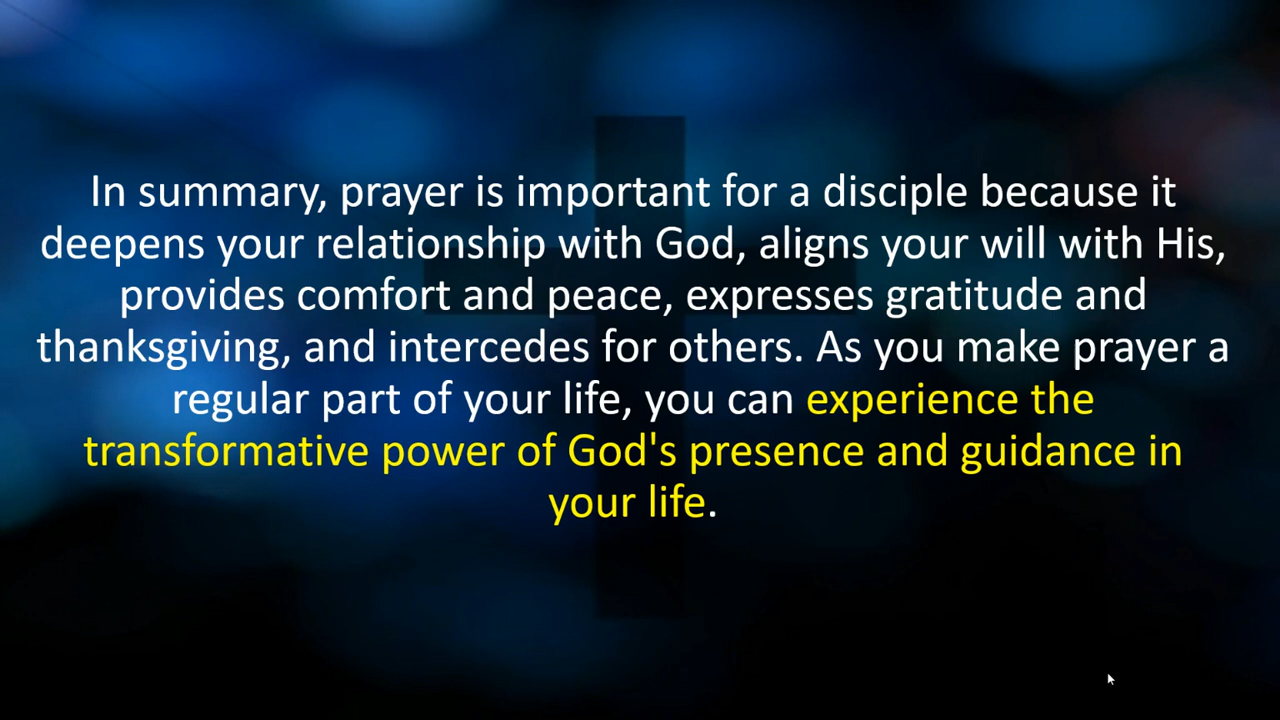 In summary, prayer is important for a disciple because it
deepens your relationship with God, aligns your will with His,
provides comfort and peace, expresses gratitude and
thanksgiving, and intercedes for others. As you make prayer a
regular part of your life, you can experience the
transformative power of God's presence and guidance in
your life.